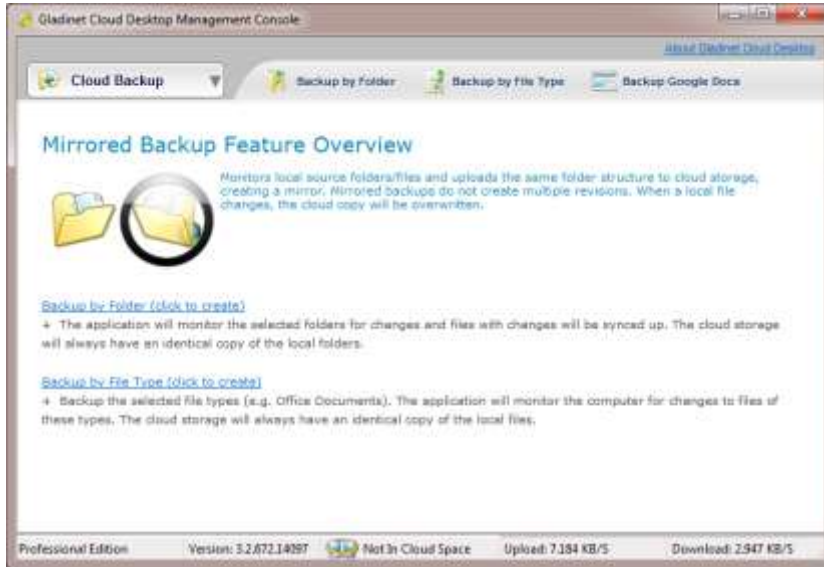 Gladinet Cloud Desktop Management Console
About Gladinet Cloud Desktop
Cloud Backup
Backup by Folder
Backup by File Type
Backup Google Docs
Mirrored Backup Feature Overview
Monitors local source folders/files and uploads the same folder structure to cloud storage,
creating a mirror. Mirrored backups do not create multiple revisions. When a local file
changes, the cloud copy will be overwritten.
Backup by Folder (click to create)
+ The application will monitor the selected folders for changes and files with changes will be synced up. The cloud storage
will always have an identical copy of the local folders.
Backup by File Type (click to create)
+ Backup the selected file types (e.g. Office Documents). The application will monitor the computer for changes to files of
these types. The cloud storage will always have an identical copy of the local files.
Professional Edition
Version: 3.2.672.14097
Not In Cloud Space
Upload: 7.184 KB/S
Download: 2.947 KB/S